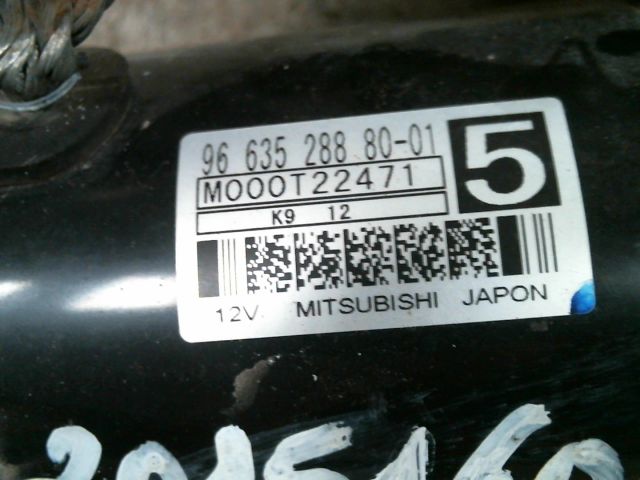 96 635 288 80-01
5
M000T22471
K9 12
12V. MITSUBISHI JAPON